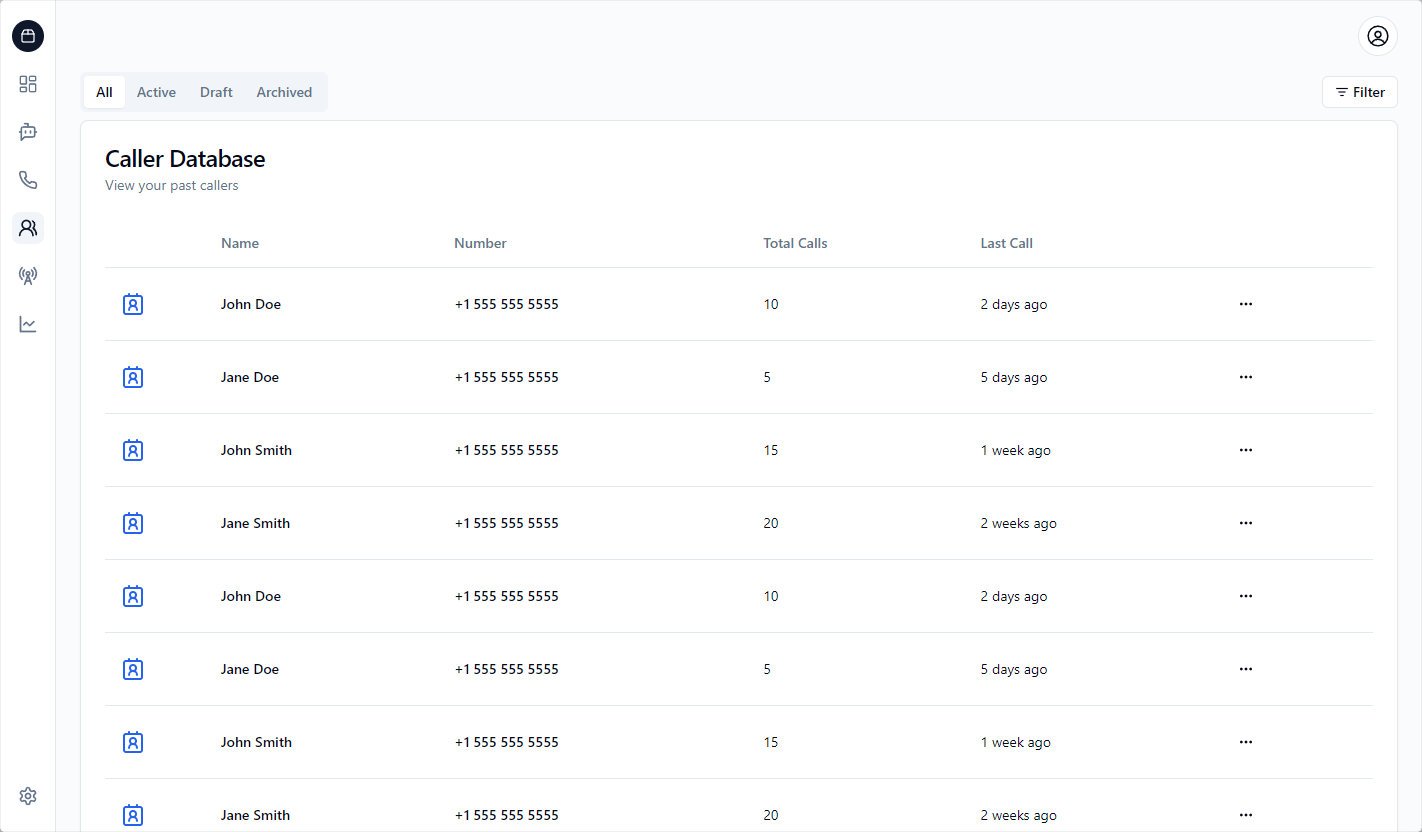 All Active Draft Archived Filter
Caller Database
View your past callers
Name Number Total Calls Last Call
John Doe +1 555 555 5555 10 2 days ago
Jane Doe +1 555 555 5555 5 5 days ago
John Smith +1 555 555 5555 15 1 week ago
Jane Smith +1 555 555 5555 20 2 weeks ago
John Doe +1 555 555 5555 10 2 days ago
Jane Doe +1 555 555 5555 5 5 days ago
John Smith +1 555 555 5555 15 1 week ago
Jane Smith +1 555 555 5555 20 2 weeks ago